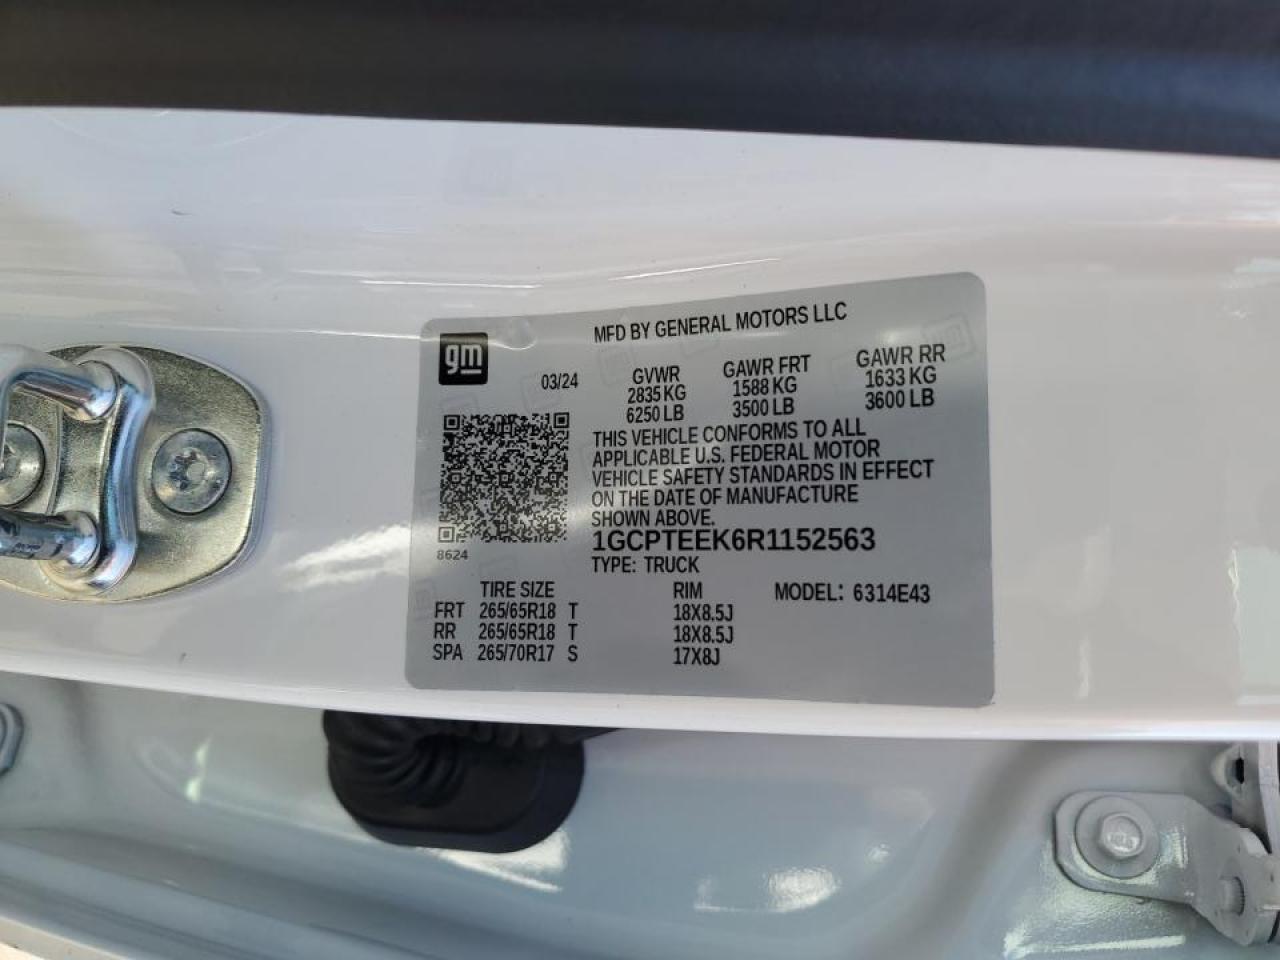 MFD BY GENERAL MOTORS LLC
gm
03/24
GVWR GAWR FRT GAWR RR
2835 KG 1588 KG 1633 KG
6250 LB 3500 LB 3600 LB
THIS VEHICLE CONFORMS TO ALL
APPLICABLE U.S. FEDERAL MOTOR
VEHICLE SAFETY STANDARDS IN EFFECT
ON THE DATE OF MANUFACTURE
SHOWN ABOVE.
1GCPTEEK6R1152563
8624
TYPE: TRUCK
TIRE SIZE RIM MODEL: 6314E43
FRT 265/65R18 T 18X8.5J
RR 265/65R18 T 18X8.5J
SPA 265/70R17 S 17X8J